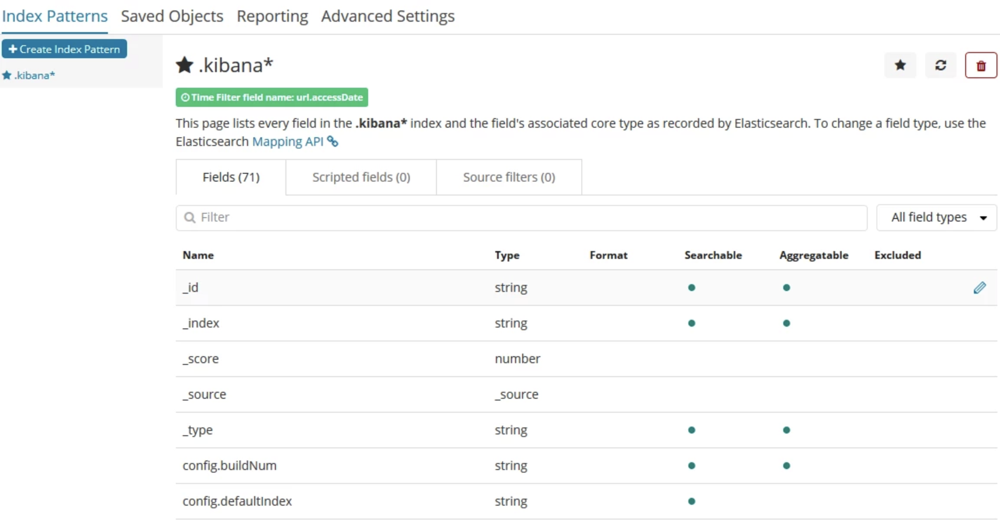 Index Patterns Saved Objects Reporting Advanced Settings
Create Index Pattern
.kibana*
.kibana*
Time Filter field name: url.accessDate
This page lists every field in the .kibana* index and the field's associated core type as recorded by Elasticsearch. To change a field type, use the
Elasticsearch Mapping API
Fields (71) Scripted fields (0) Source filters (0)
Filter All field types
Name Type Format Searchable Aggregatable Excluded
_id string
_index string
_score number
_source _source
_type string
config.buildNum string
config.defaultIndex string